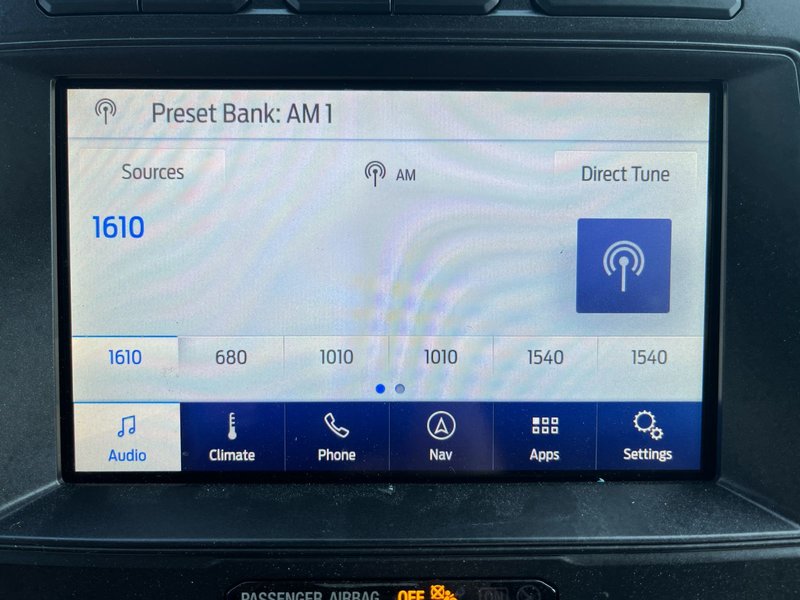 Preset Bank: AM 1
Sources
AM
Direct Tune
1610
1610 680 1010 1010 1540 1540
Audio Climate Phone Nav Apps Settings
PASSENGER AIRBAG OFF